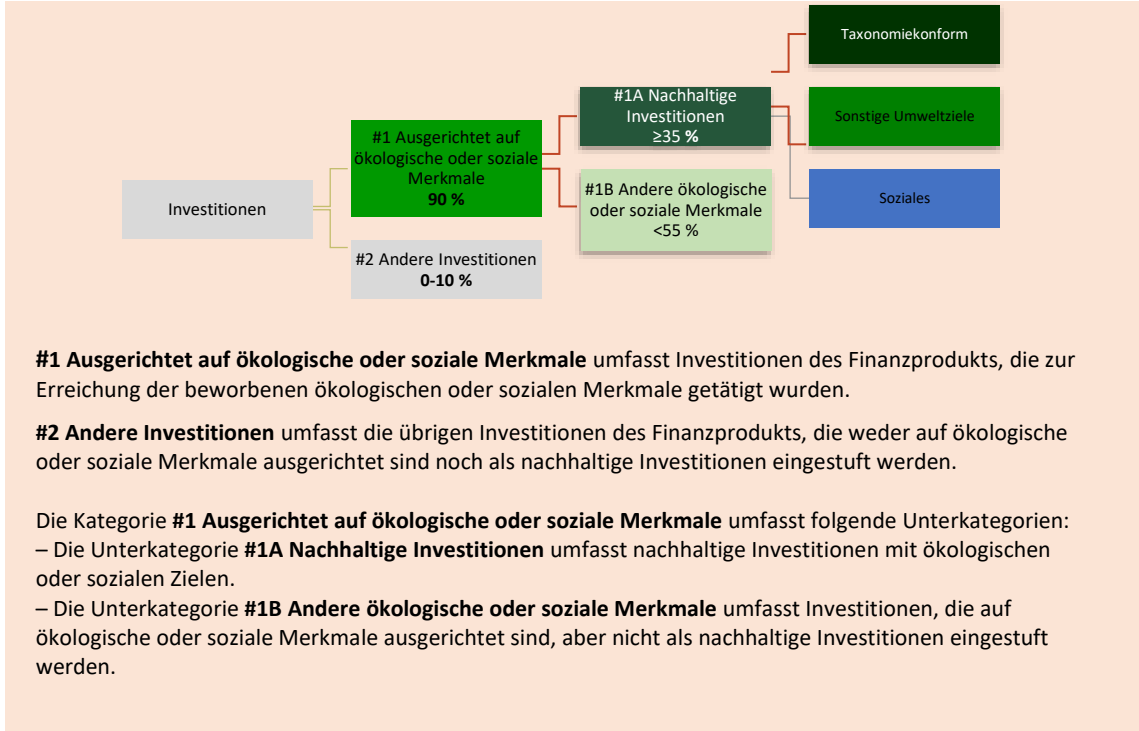 Taxonomiekonform
#1A Nachhaltige
Investitionen
≥35 %
Sonstige Umweltziele
#1 Ausgerichtet auf
ökologische oder soziale
Merkmale
90 %
#1B Andere ökologische
oder soziale Merkmale
<55 %
Soziales
Investitionen
#2 Andere Investitionen
0-10 %
#1 Ausgerichtet auf ökologische oder soziale Merkmale umfasst Investitionen des Finanzprodukts, die zur
Erreichung der beworbenen ökologischen oder sozialen Merkmale getätigt wurden.
#2 Andere Investitionen umfasst die übrigen Investitionen des Finanzprodukts, die weder auf ökologische
oder soziale Merkmale ausgerichtet sind noch als nachhaltige Investitionen eingestuft werden.
Die Kategorie #1 Ausgerichtet auf ökologische oder soziale Merkmale umfasst folgende Unterkategorien:
– Die Unterkategorie #1A Nachhaltige Investitionen umfasst nachhaltige Investitionen mit ökologischen
oder sozialen Zielen.
– Die Unterkategorie #1B Andere ökologische oder soziale Merkmale umfasst Investitionen, die auf
ökologische oder soziale Merkmale ausgerichtet sind, aber nicht als nachhaltige Investitionen eingestuft
werden.